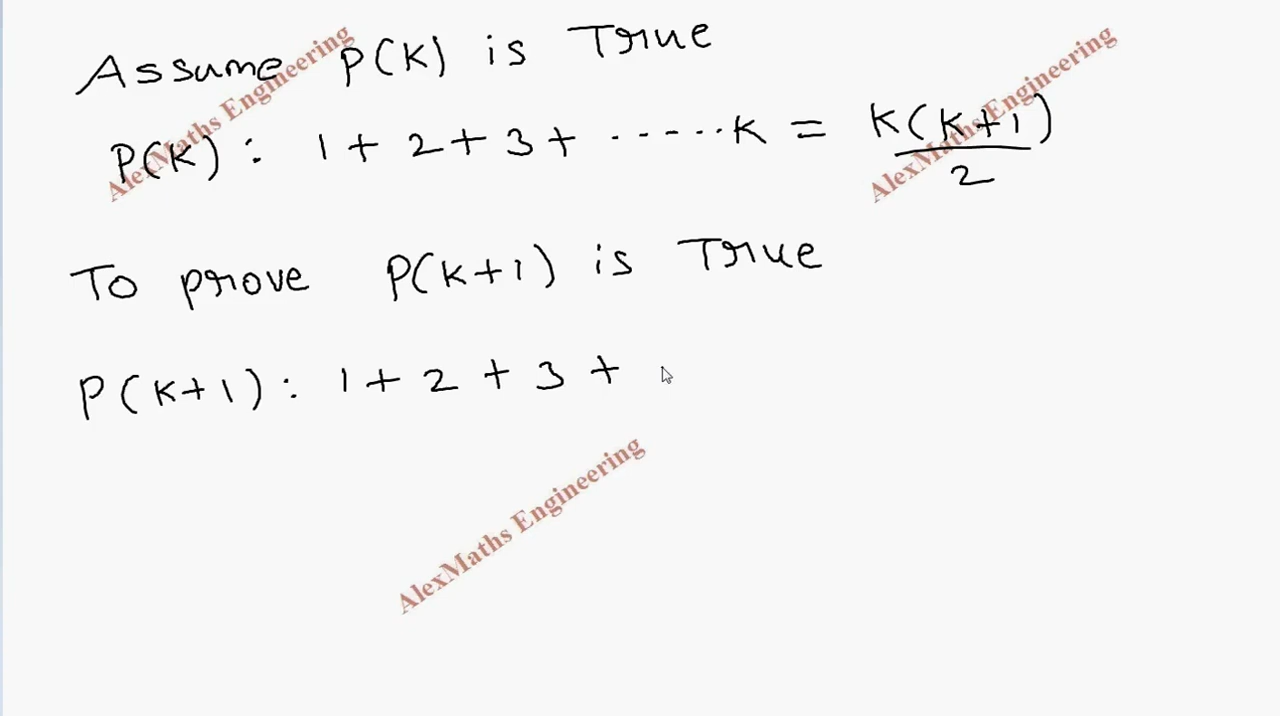 Assume P(K) is True
P(K) : 1 + 2 + 3 + ......K = K(K+1)/2
To prove P(K+1) is True
P(K+1) : 1 + 2 + 3 +
AlexMaths Engineering
AlexMaths Engineering
AlexMaths Engineering